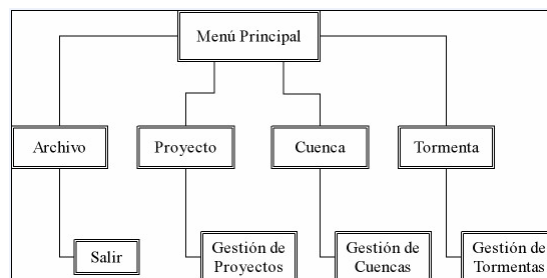 Menú Principal
Archivo
Proyecto
Cuenca
Tormenta
Salir
Gestión de
Proyectos
Gestión de
Cuencas
Gestión de
Tormentas